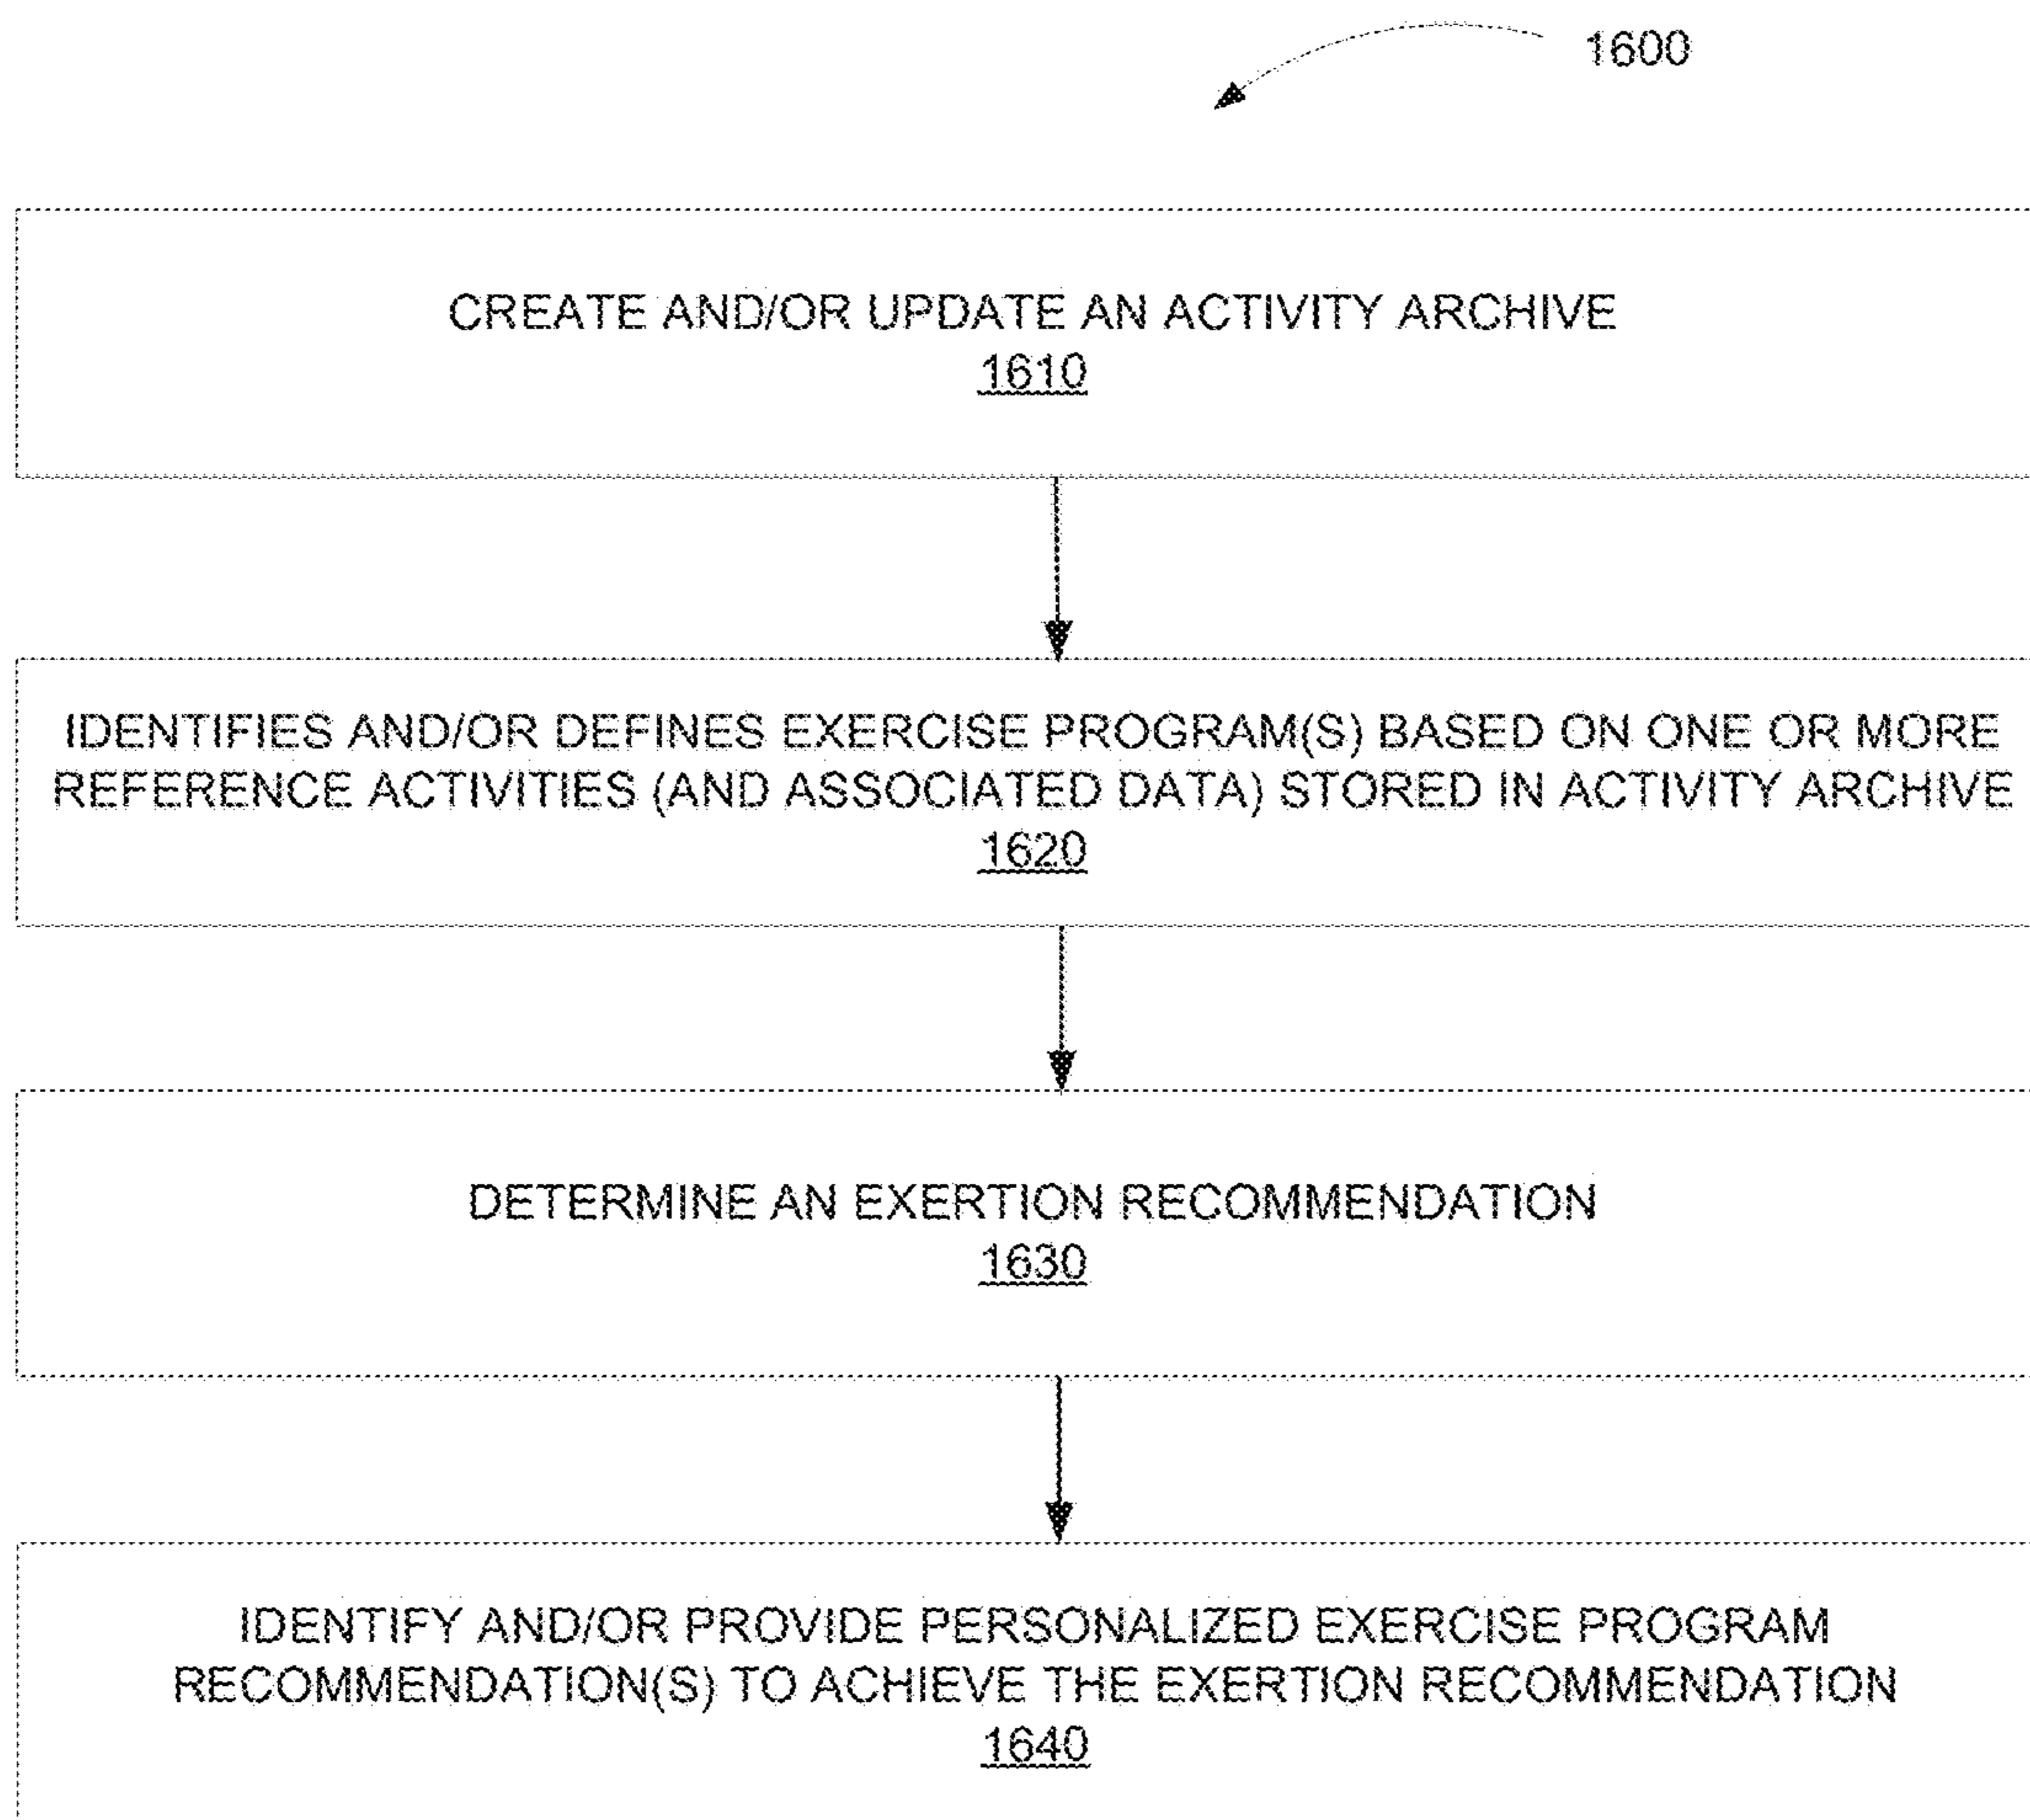 1600
CREATE AND/OR UPDATE AN ACTIVITY ARCHIVE
1610
IDENTIFIES AND/OR DEFINES EXERCISE PROGRAM(S) BASED ON ONE OR MORE
REFERENCE ACTIVITIES (AND ASSOCIATED DATA) STORED IN ACTIVITY ARCHIVE
1620
DETERMINE AN EXERTION RECOMMENDATION
1630
IDENTIFY AND/OR PROVIDE PERSONALIZED EXERCISE PROGRAM
RECOMMENDATION(S) TO ACHIEVE THE EXERTION RECOMMENDATION
1640